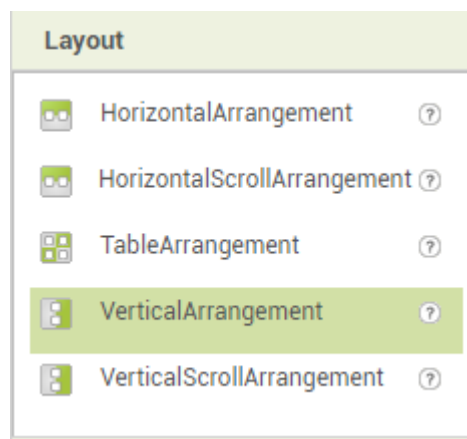 Layout
HorizontalArrangement ?
HorizontalScrollArrangement ?
TableArrangement ?
VerticalArrangement ?
VerticalScrollArrangement ?